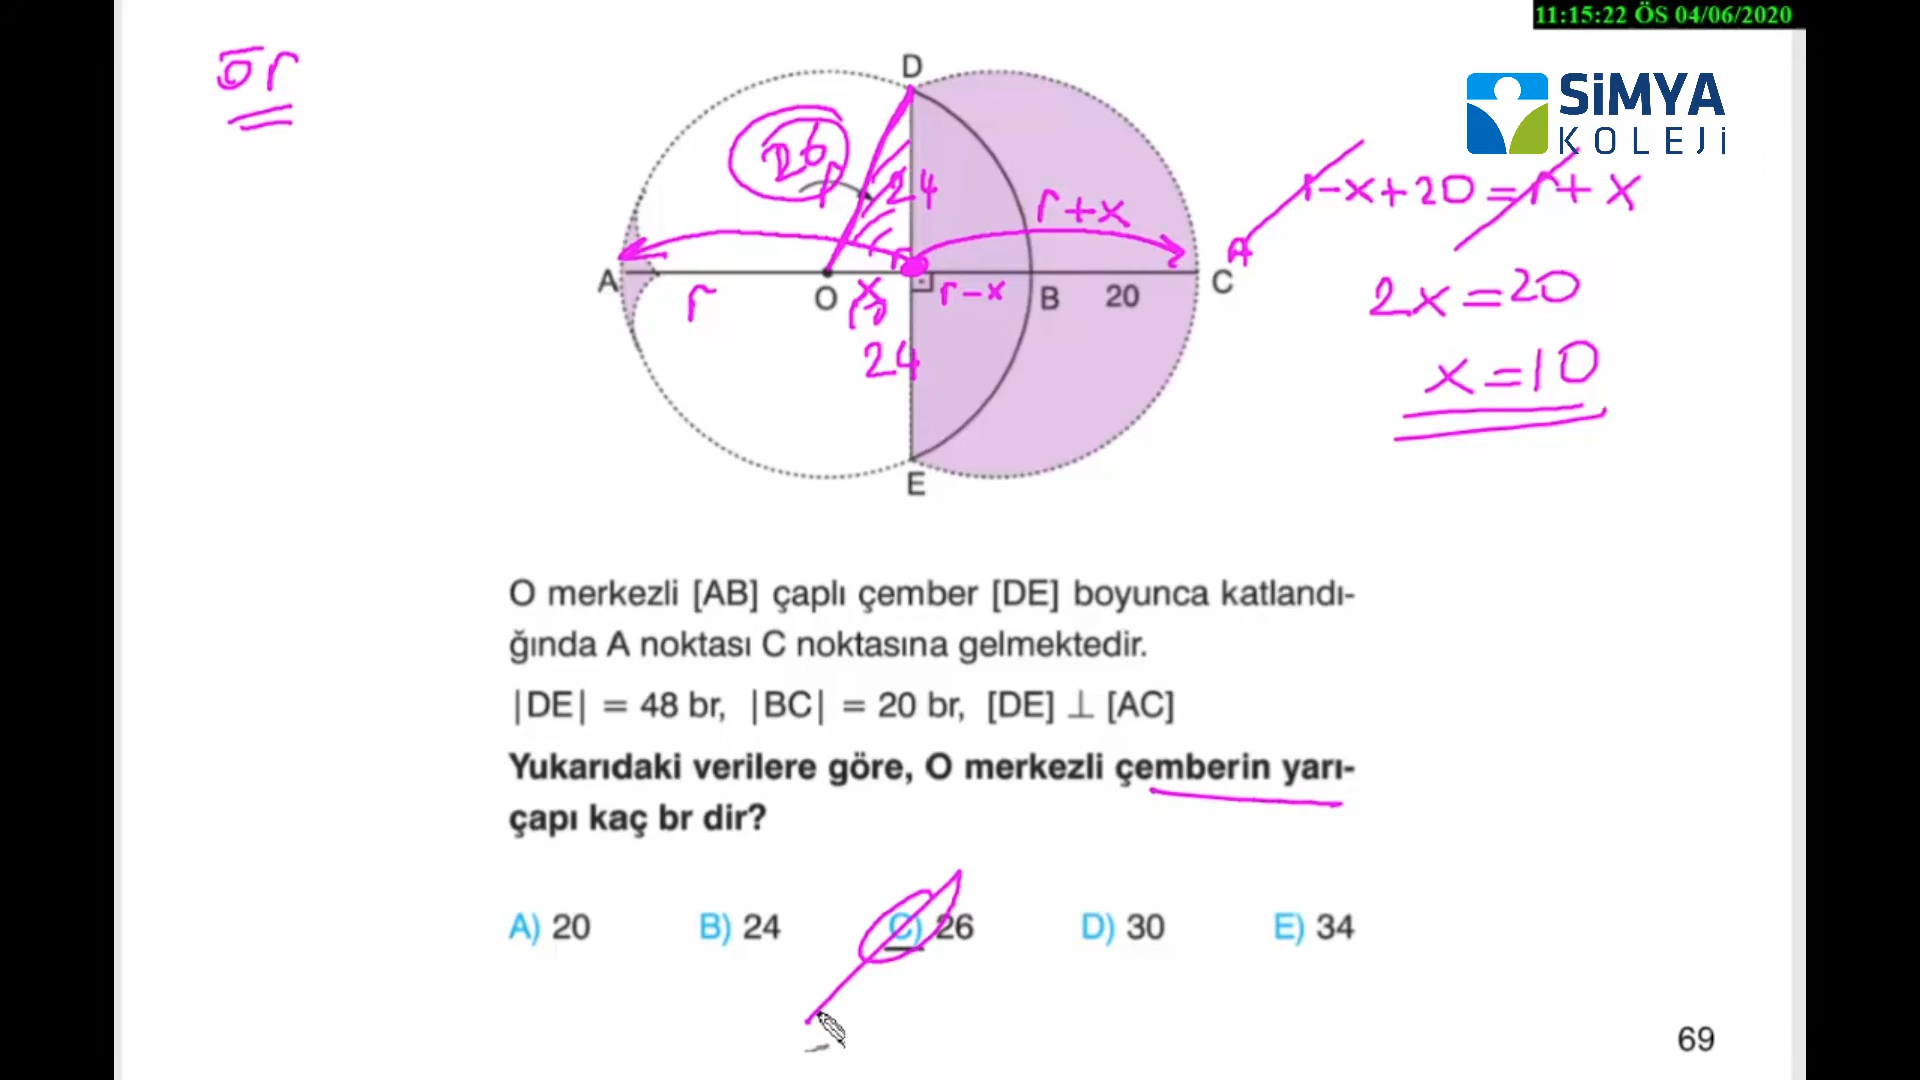 11:15:22 ÖS 04/06/2020
ör
SiMYA
KOLEJi
D
26
r
24
r+x
r-x+20=r+x
A
A
r
O
x
10
r-x
B
20
C
2x=20
24
x=10
E
O merkezli [AB] çaplı çember [DE] boyunca katlandı-
ğında A noktası C noktasına gelmektedir.
|DE| = 48 br, |BC| = 20 br, [DE] ⊥ [AC]
Yukarıdaki verilere göre, O merkezli çemberin yarı-
çapı kaç br dir?
A) 20 B) 24 C) 26 D) 30 E) 34
69